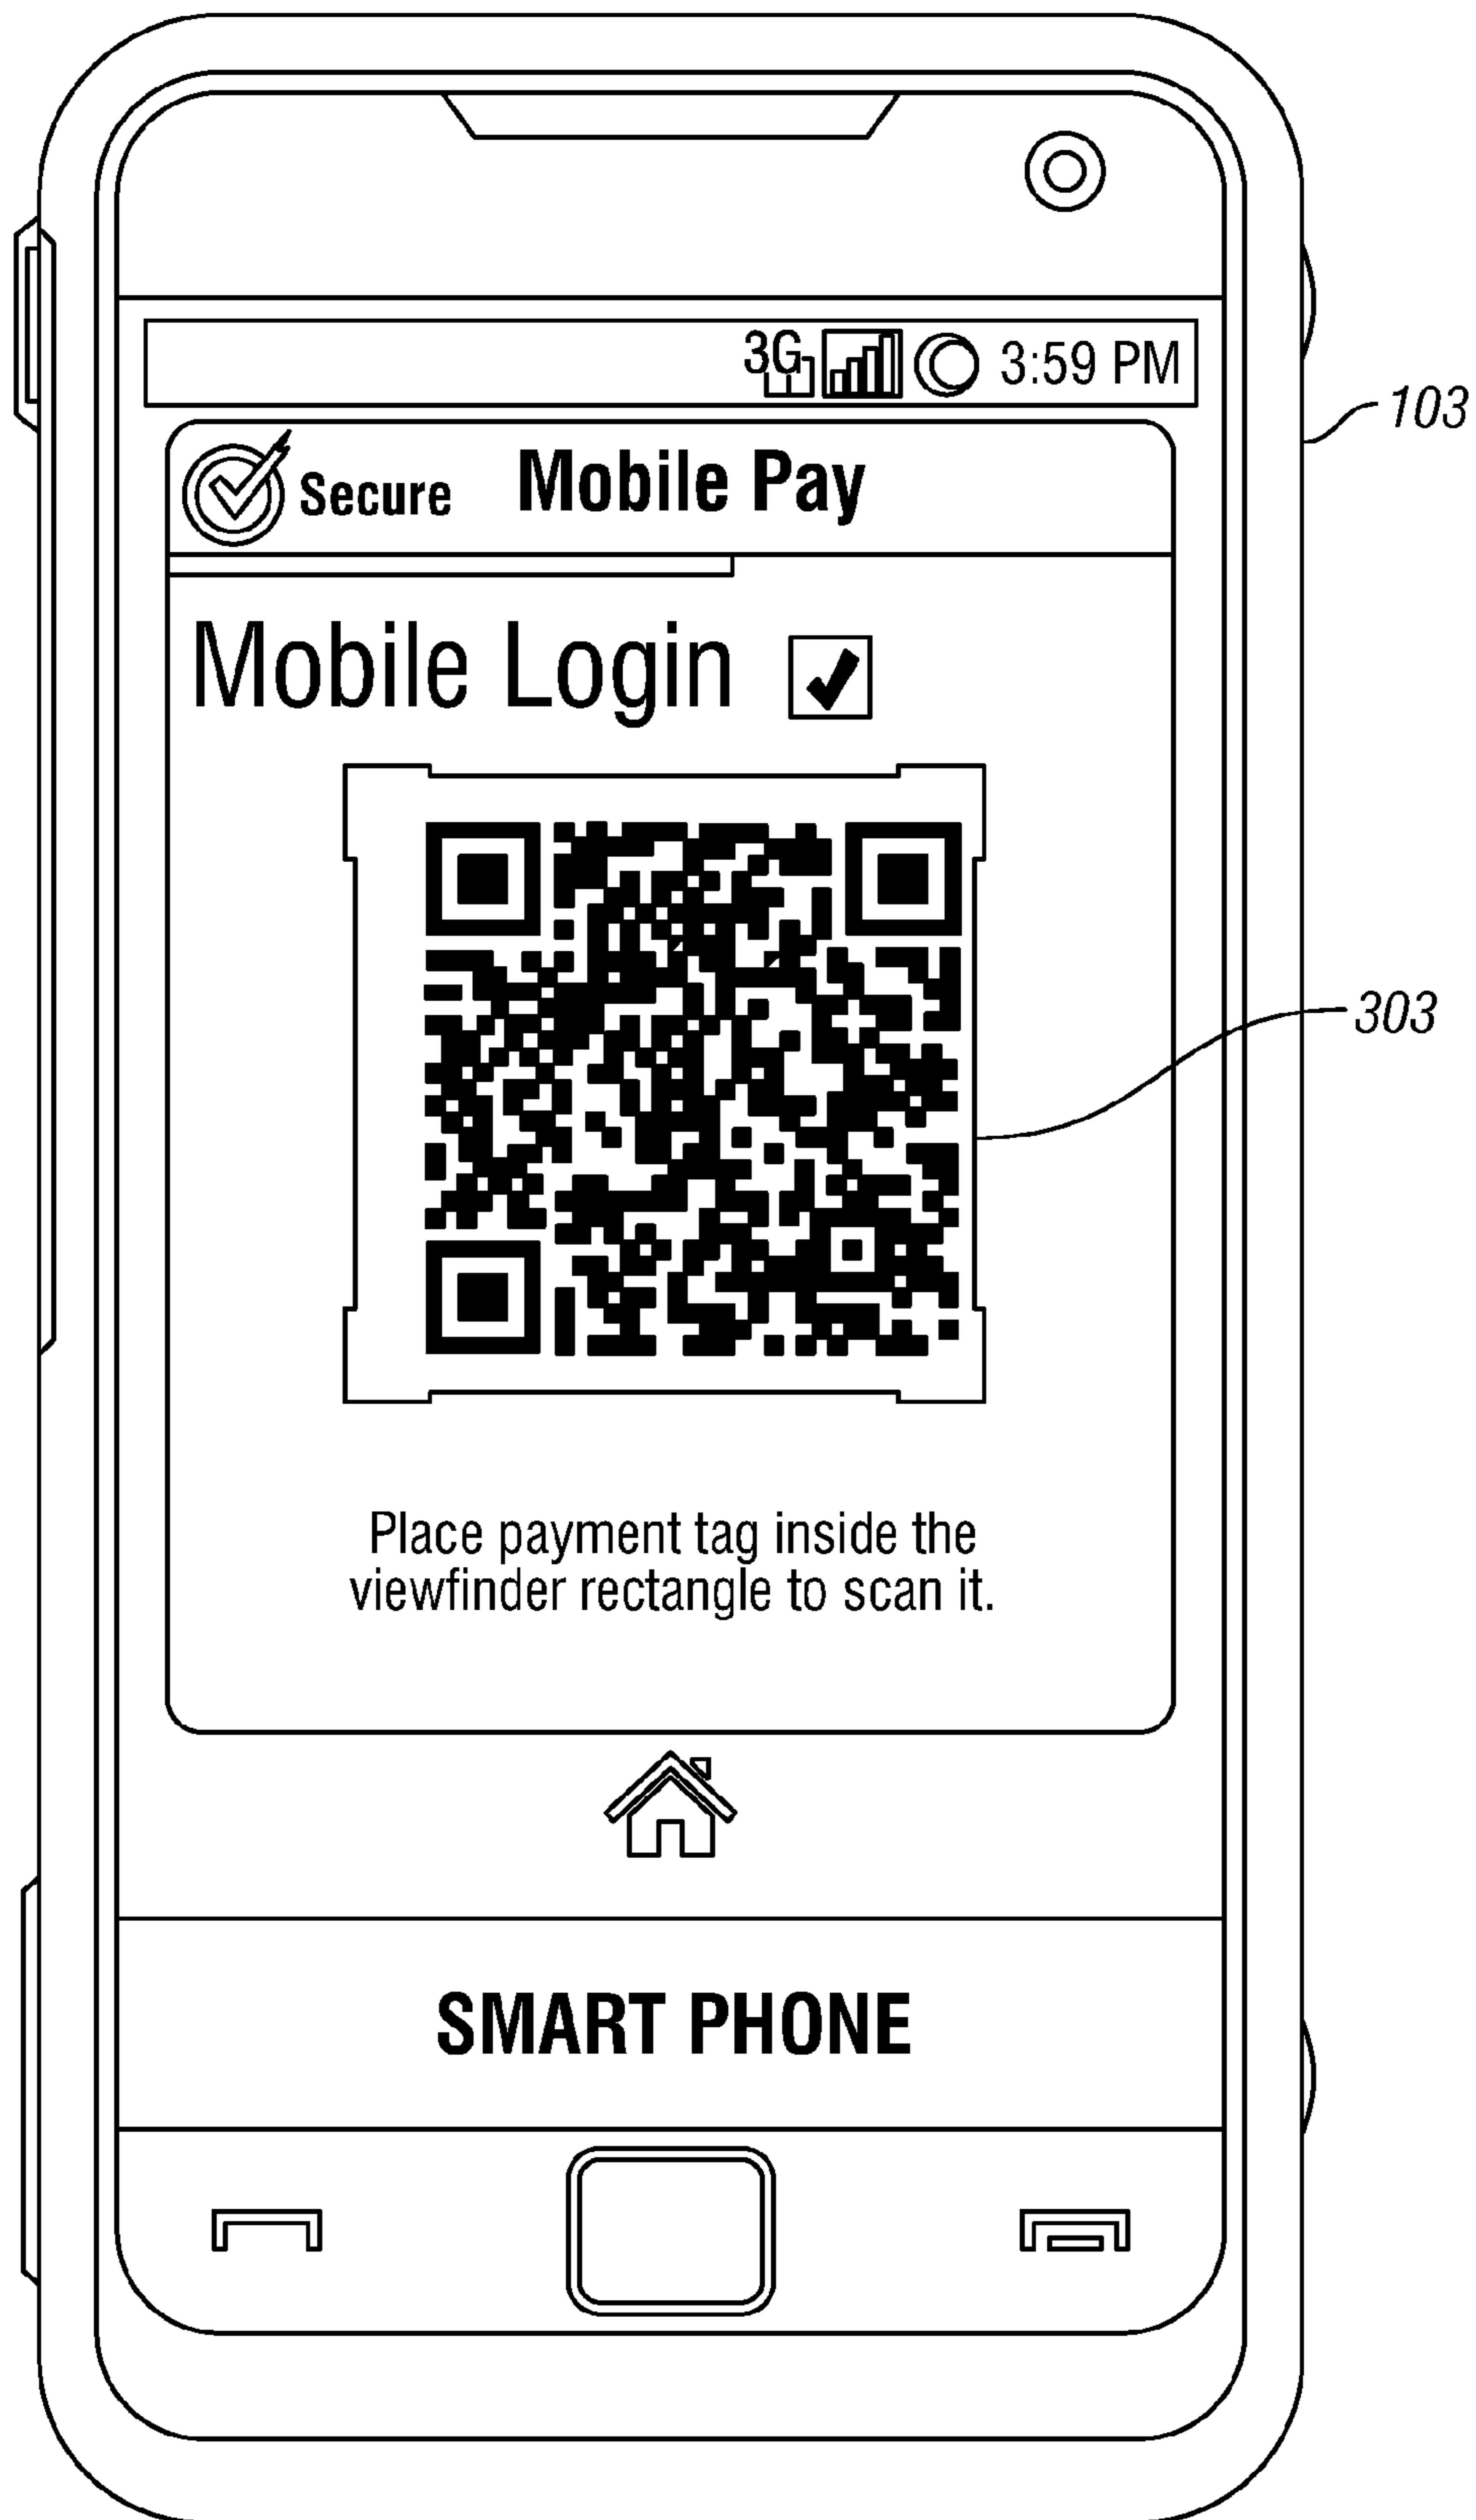 3G 3:59 PM
103
Secure Mobile Pay
Mobile Login
303
Place payment tag inside the
viewfinder rectangle to scan it.
SMART PHONE